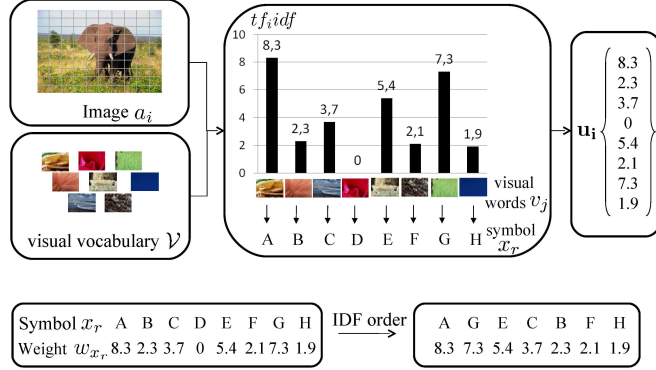 Image a_i
visual vocabulary 𝒱
tf_i idf
10
8
6
4
2
0
8,3
2,3
3,7
0
5,4
2,1
7,3
1,9
visual
words v_j
A B C D E F G H
symbol
x_r
u_i
8.3
2.3
3.7
0
5.4
2.1
7.3
1.9
Symbol x_r A B C D E F G H
Weight w_{x_r} 8.3 2.3 3.7 0 5.4 2.1 7.3 1.9
IDF order
A G E C B F H
8.3 7.3 5.4 3.7 2.3 2.1 1.9